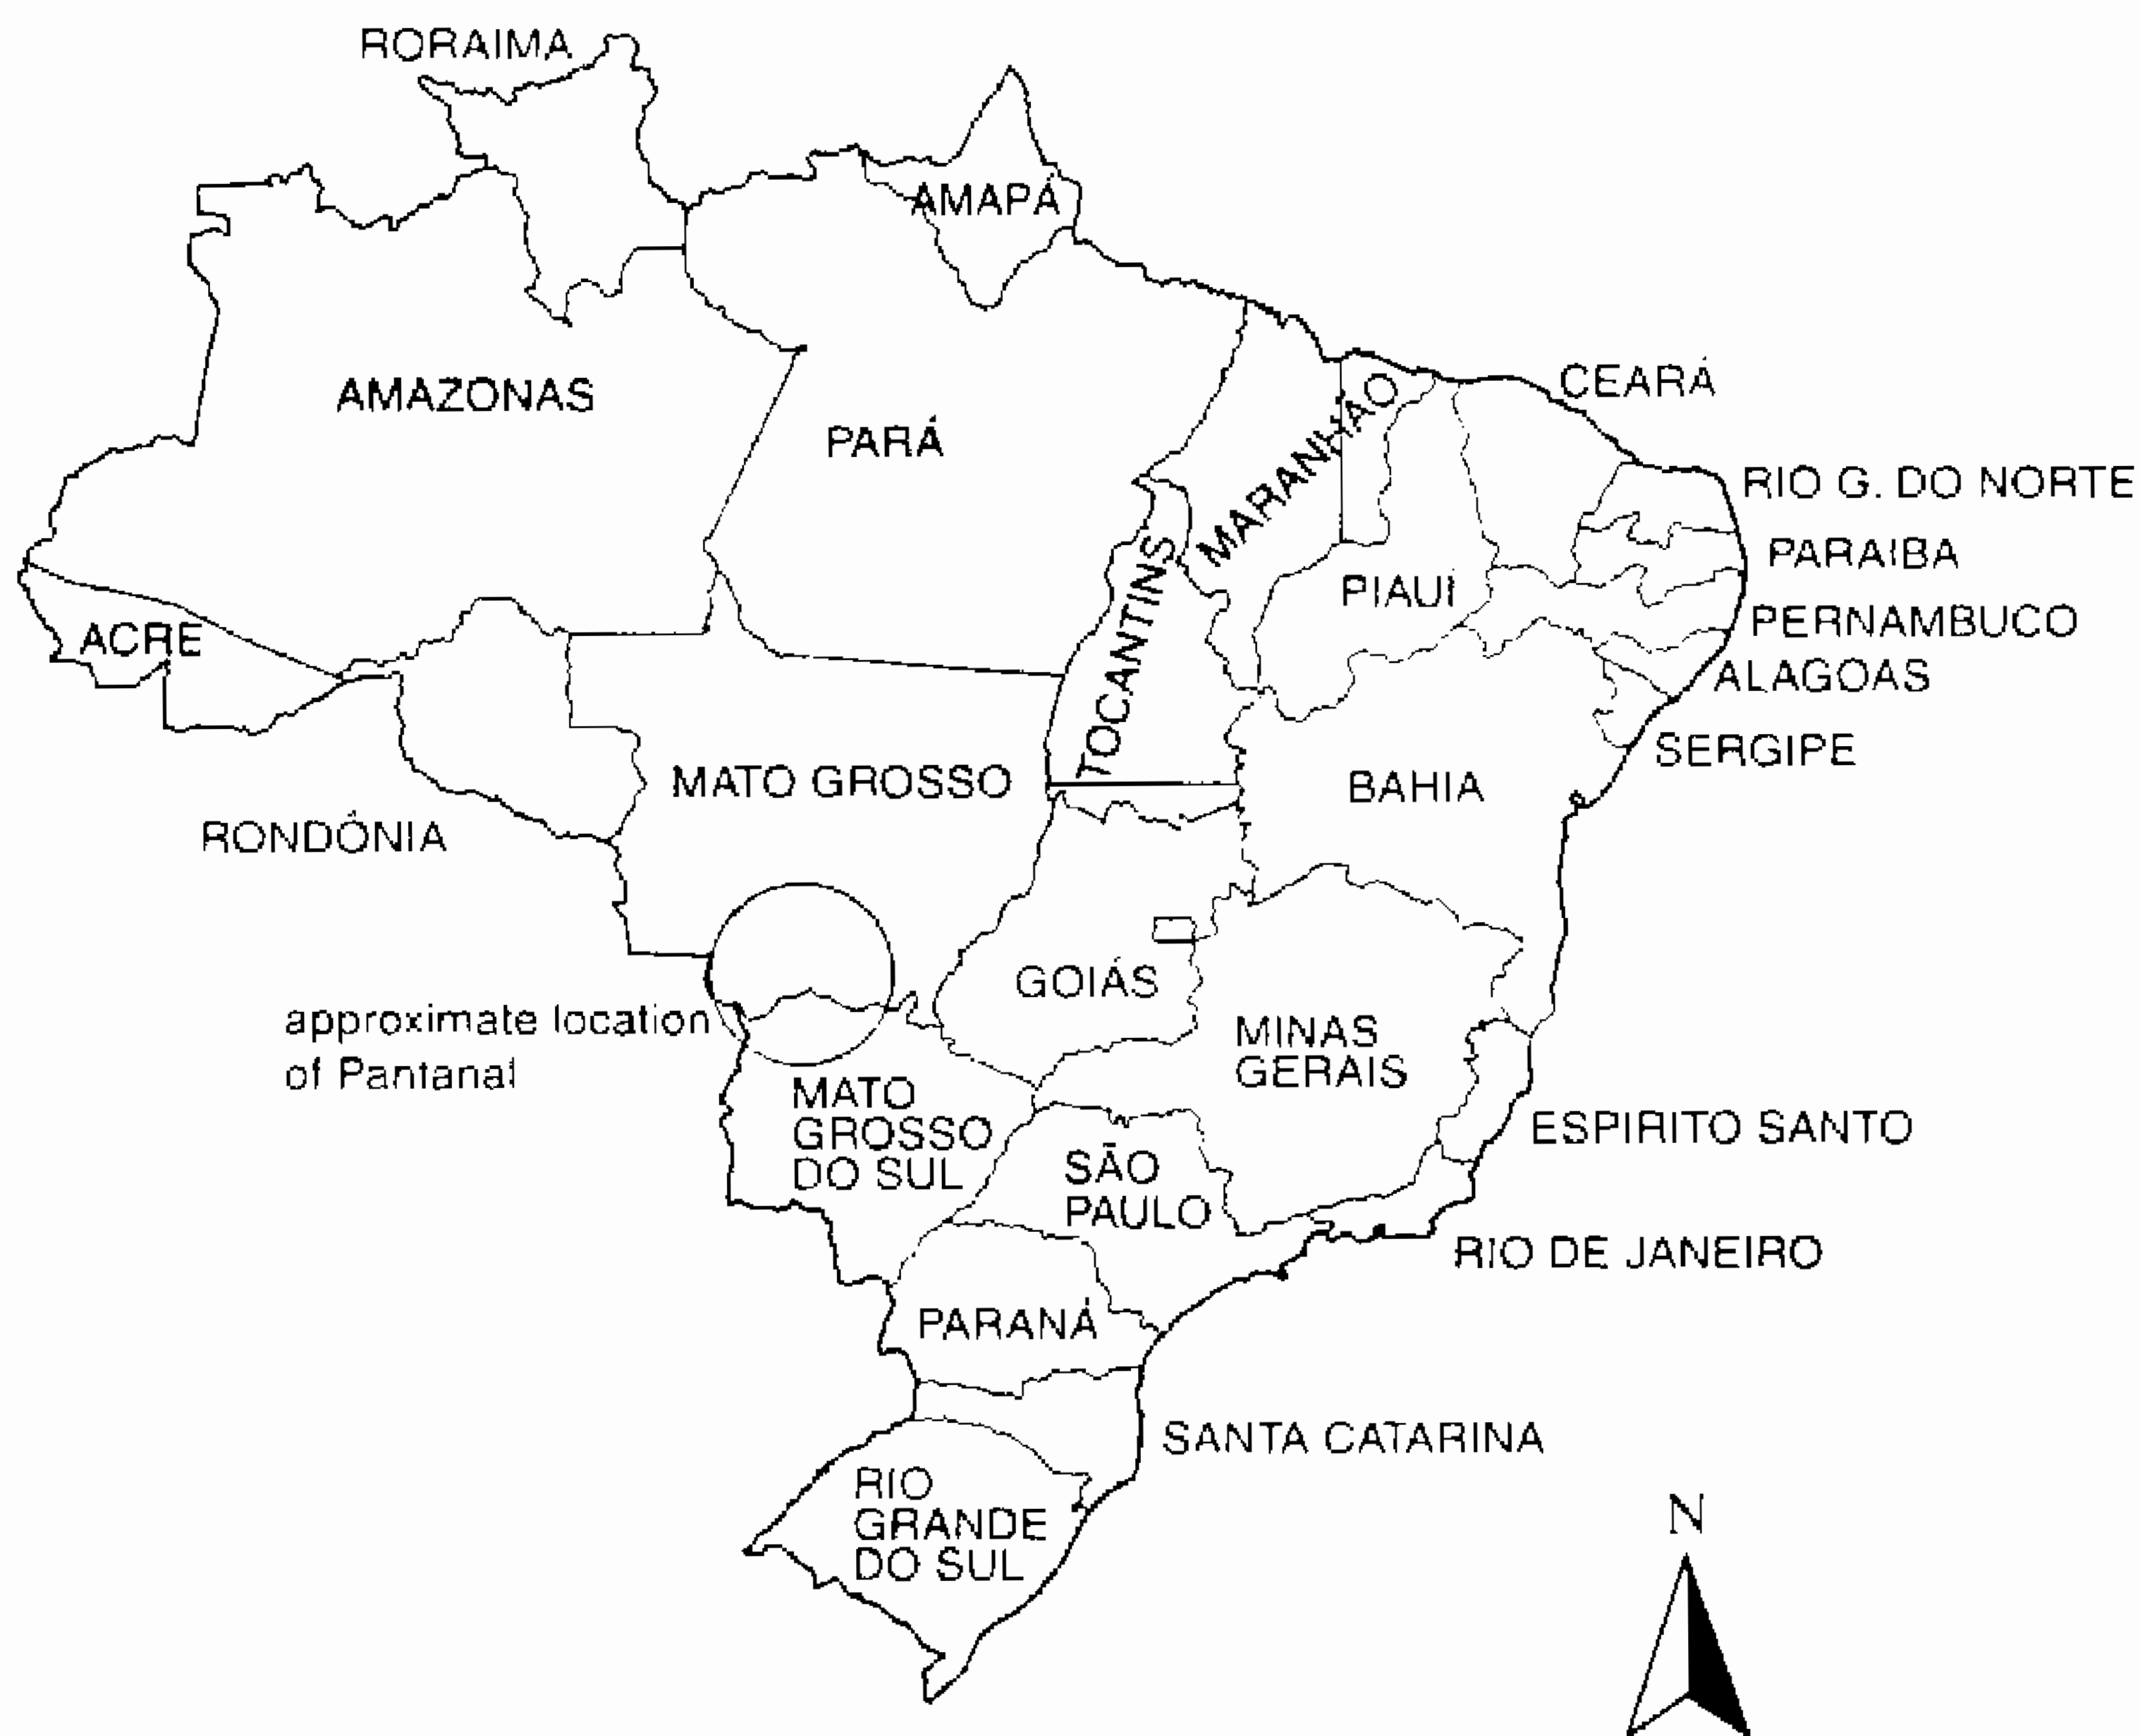 RORAIMA
AMAPÁ
AMAZONAS
PARÁ
CEARÁ
MARANHÃO
RIO G. DO NORTE
PARAIBA
PIAUÍ
TOCANTINS
PERNAMBUCO
ACRE
ALAGOAS
SERGIPE
MATO GROSSO
BAHIA
RONDÔNIA
GOIÁS
approximate location
of Pantanal
MINAS
GERAIS
MATO
GROSSO
DO SUL
ESPIRITO SANTO
SÃO
PAULO
RIO DE JANEIRO
PARANÁ
SANTA CATARINA
RIO
GRANDE
DO SUL
N